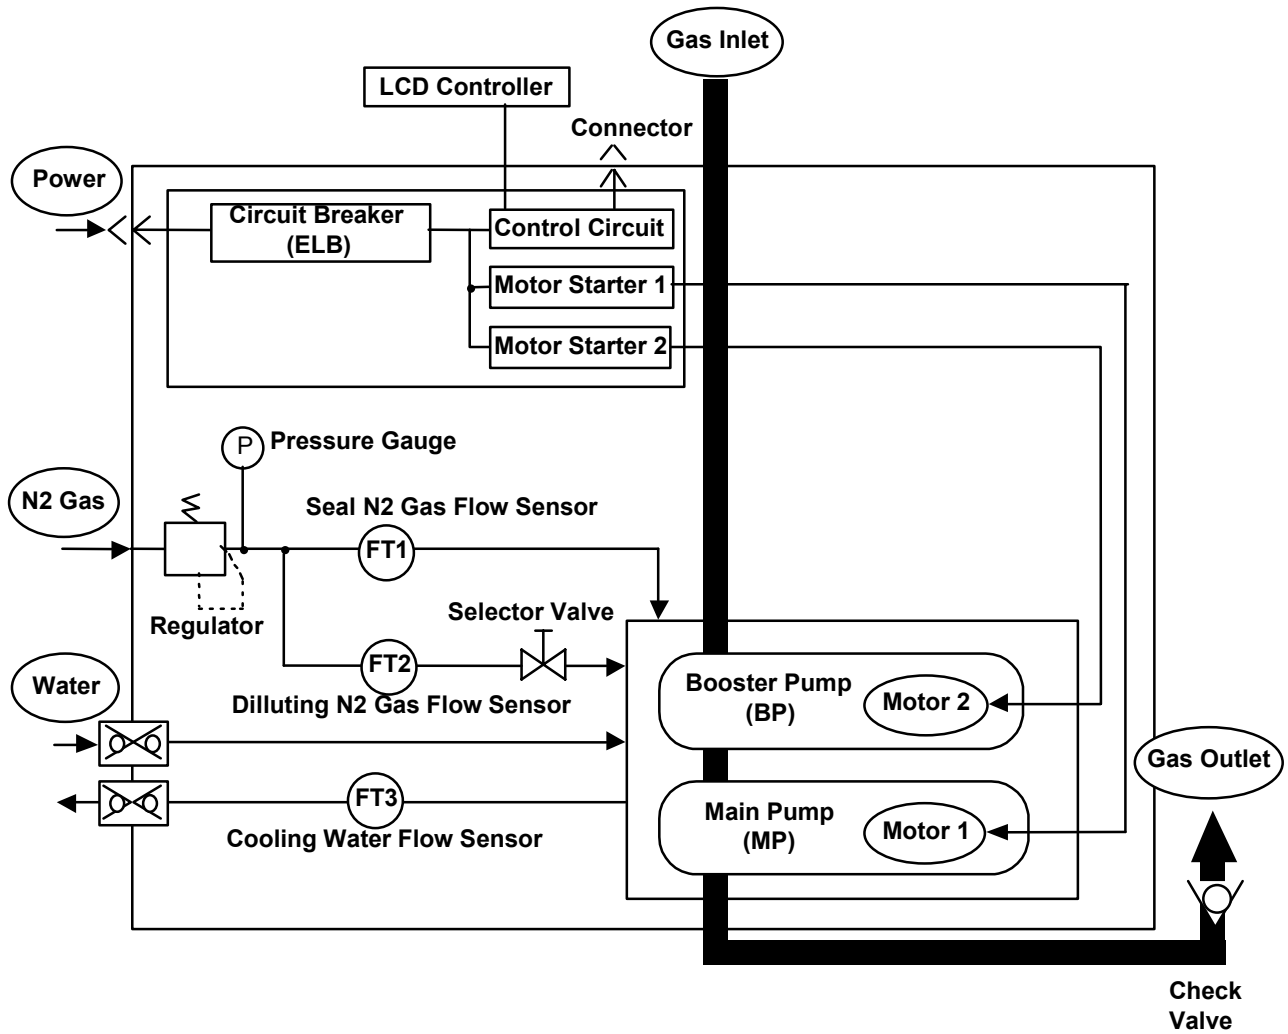 Gas Inlet
LCD Controller
Connector
Power
Circuit Breaker
(ELB)
Control Circuit
Motor Starter 1
Motor Starter 2
P
Pressure Gauge
N2 Gas
Seal N2 Gas Flow Sensor
FT1
Regulator
Selector Valve
FT2
Dilluting N2 Gas Flow Sensor
Water
Booster Pump
(BP)
Motor 2
Gas Outlet
FT3
Cooling Water Flow Sensor
Main Pump
(MP)
Motor 1
Check
Valve